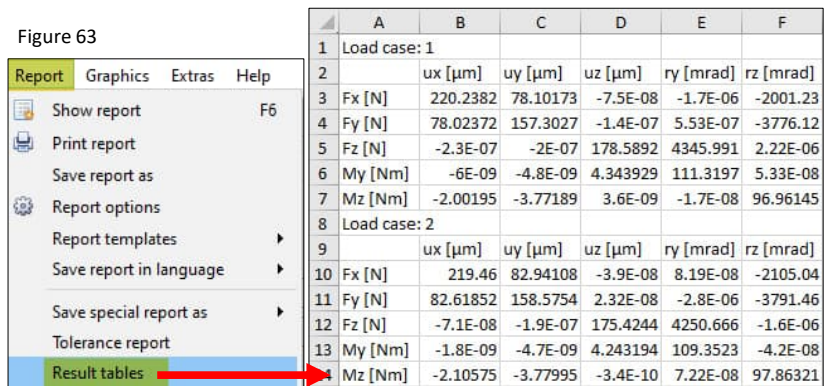 Figure 63
Report Graphics Extras Help
Show report F6
Print report
Save report as
Report options
Report templates
Save report in language
Save special report as
Tolerance report
Result tables
A B C D E F
1 Load case: 1
2 ux [µm] uy [µm] uz [µm] ry [mrad] rz [mrad]
3 Fx [N] 220.2382 78.10173 -7.5E-08 -1.7E-06 -2001.23
4 Fy [N] 78.02372 157.3027 -1.4E-07 5.53E-07 -3776.12
5 Fz [N] -2.3E-07 -2E-07 178.5892 4345.991 2.22E-06
6 My [Nm] -6E-09 -4.8E-09 4.343929 111.3197 5.33E-08
7 Mz [Nm] -2.00195 -3.77189 3.6E-09 -1.7E-08 96.96145
8 Load case: 2
9 ux [µm] uy [µm] uz [µm] ry [mrad] rz [mrad]
10 Fx [N] 219.46 82.94108 -3.9E-08 8.19E-08 -2105.04
11 Fy [N] 82.61852 158.5754 2.32E-08 -2.8E-06 -3791.46
12 Fz [N] -7.1E-08 -1.9E-07 175.4244 4250.666 -1.6E-06
13 My [Nm] -1.8E-09 -4.7E-09 4.243194 109.3523 -4.2E-08
Mz [Nm] -2.10575 -3.77995 -3.4E-10 7.22E-08 97.86321